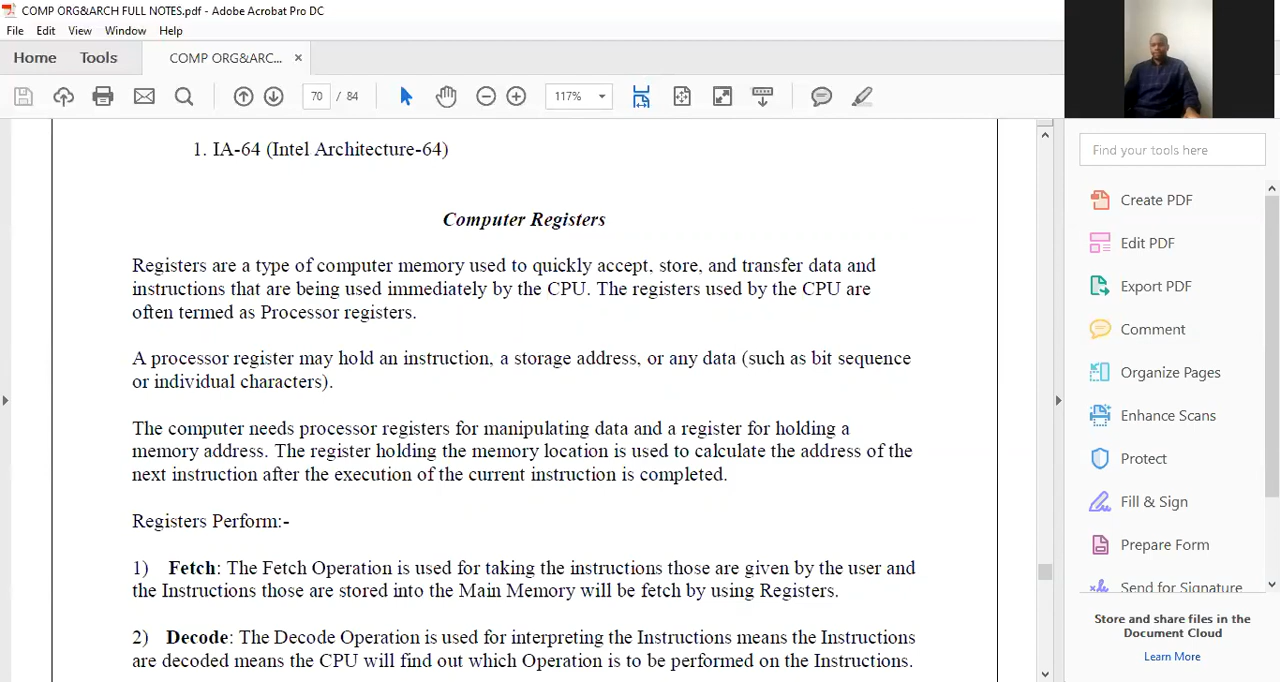 COMP ORG&ARCH FULL NOTES.pdf - Adobe Acrobat Pro DC
File Edit View Window Help
Home Tools COMP ORG&ARC... ×
70 / 84 117%
1. IA-64 (Intel Architecture-64)
Computer Registers
Registers are a type of computer memory used to quickly accept, store, and transfer data and
instructions that are being used immediately by the CPU. The registers used by the CPU are
often termed as Processor registers.
A processor register may hold an instruction, a storage address, or any data (such as bit sequence
or individual characters).
The computer needs processor registers for manipulating data and a register for holding a
memory address. The register holding the memory location is used to calculate the address of the
next instruction after the execution of the current instruction is completed.
Registers Perform:-
1) Fetch: The Fetch Operation is used for taking the instructions those are given by the user and
the Instructions those are stored into the Main Memory will be fetch by using Registers.
2) Decode: The Decode Operation is used for interpreting the Instructions means the Instructions
are decoded means the CPU will find out which Operation is to be performed on the Instructions.
Find your tools here
Create PDF
Edit PDF
Export PDF
Comment
Organize Pages
Enhance Scans
Protect
Fill & Sign
Prepare Form
Send for Signature
Store and share files in the
Document Cloud
Learn More